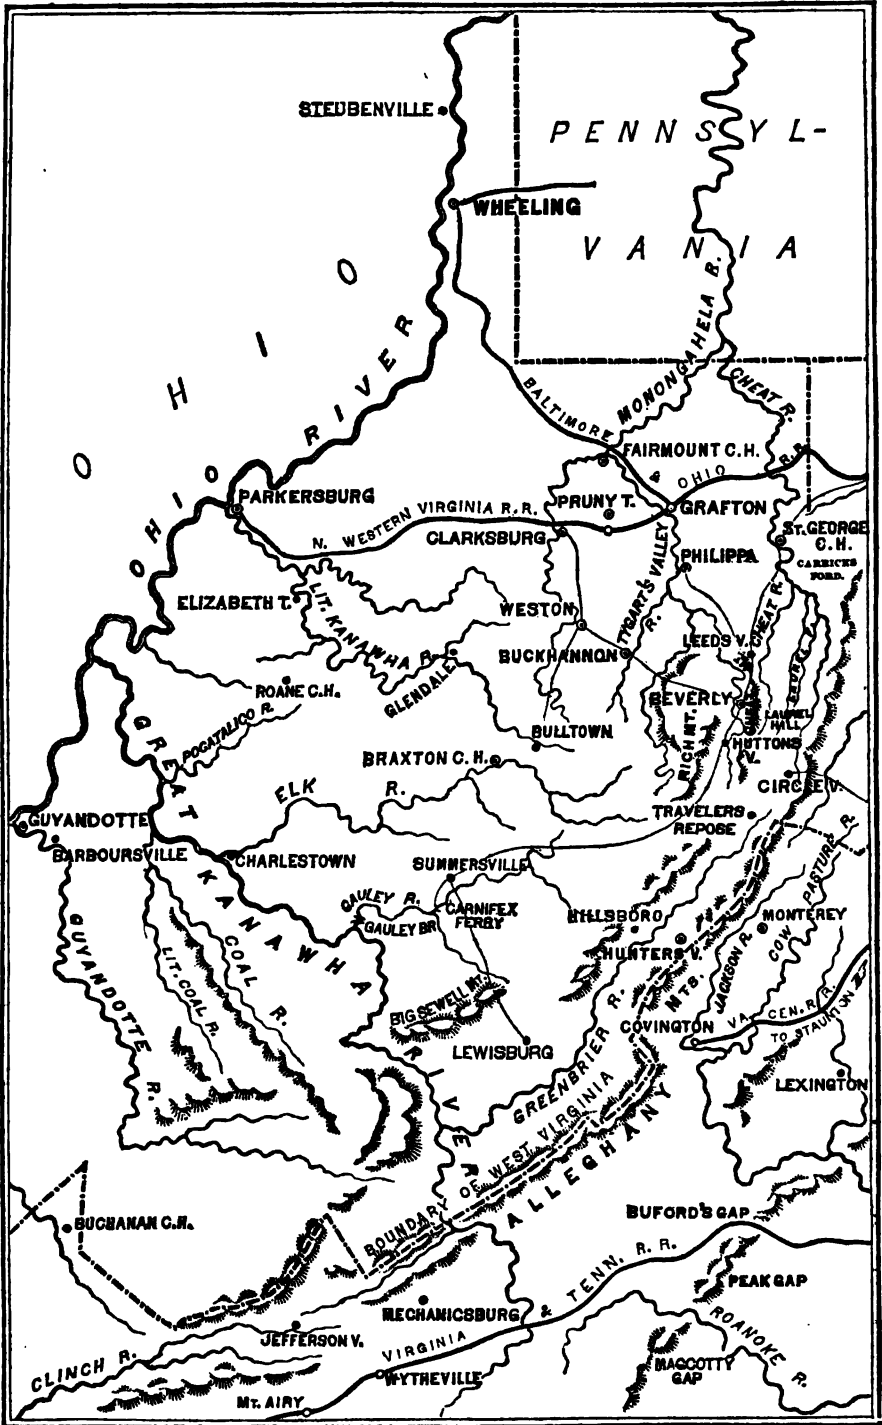 STEUBENVILLE
PENNSYL-
VANIA
WHEELING
OHIO
OHIO RIVER
MONONGAHELA R.
CHEAT R.
BALTIMORE & OHIO R.R.
FAIRMOUNT C.H.
PARKERSBURG
PRUNY T.
GRAFTON
N. WESTERN VIRGINIA R.R.
CLARKSBURG
ST. GEORGE
C.H.
CARRICKS
FORD.
PHILIPPA
TYGART'S VALLEY R.
ELIZABETH T.
LIT. KANAWHA R.
WESTON
CHEAT R.
LEEDS V.
LAUREL
BUCKHANNON
GLENDALE
ROANE C.H.
BEVERLY
CHEAT
LAUREL
HILL
RICH MT.
POCATALICO R.
BULLTOWN
HUTTONS
V.
GREAT KANAWHA RIVER
BRAXTON C.H.
ELK R.
CIRCLE V.
TRAVELERS
REPOSE
GUYANDOTTE
BARBOURSVILLE
CHARLESTOWN
SUMMERSVILLE
COW PASTURE R.
GAULEY R.
CARNIFEX
FERRY
GAULEY BR.
HILLSBORO
MONTEREY
GUYANDOTTE R.
COAL R.
LIT. COAL R.
HUNTERS V.
JACKSON R.
BIG SEWELL MT.
COVINGTON
VA. CEN. R.R.
TO STAUNTON
LEWISBURG
GREENBRIER R.
LEXINGTON
BOUNDARY OF WEST VIRGINIA
ALLEGHANY MTS.
BUCHANAN C.H.
BUFORD'S GAP
PEAK GAP
MECHANICSBURG
VIRGINIA & TENN. R.R.
JEFFERSON V.
ROANOKE R.
CLINCH R.
MAGGOTTY
GAP
WYTHEVILLE
MT. AIRY